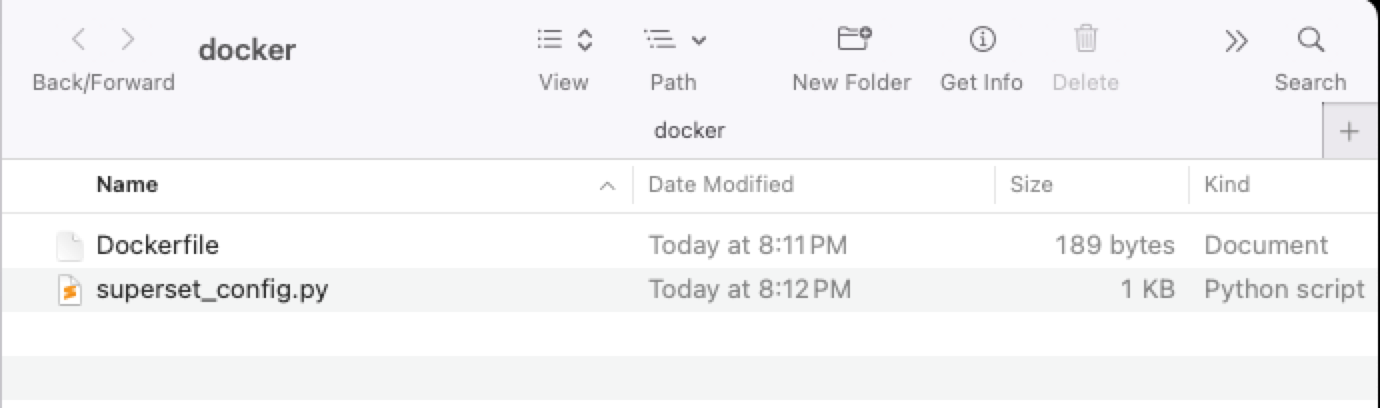 docker
Back/Forward View Path New Folder Get Info Delete Search
docker
Name Date Modified Size Kind
Dockerfile Today at 8:11 PM 189 bytes Document
superset_config.py Today at 8:12 PM 1 KB Python script